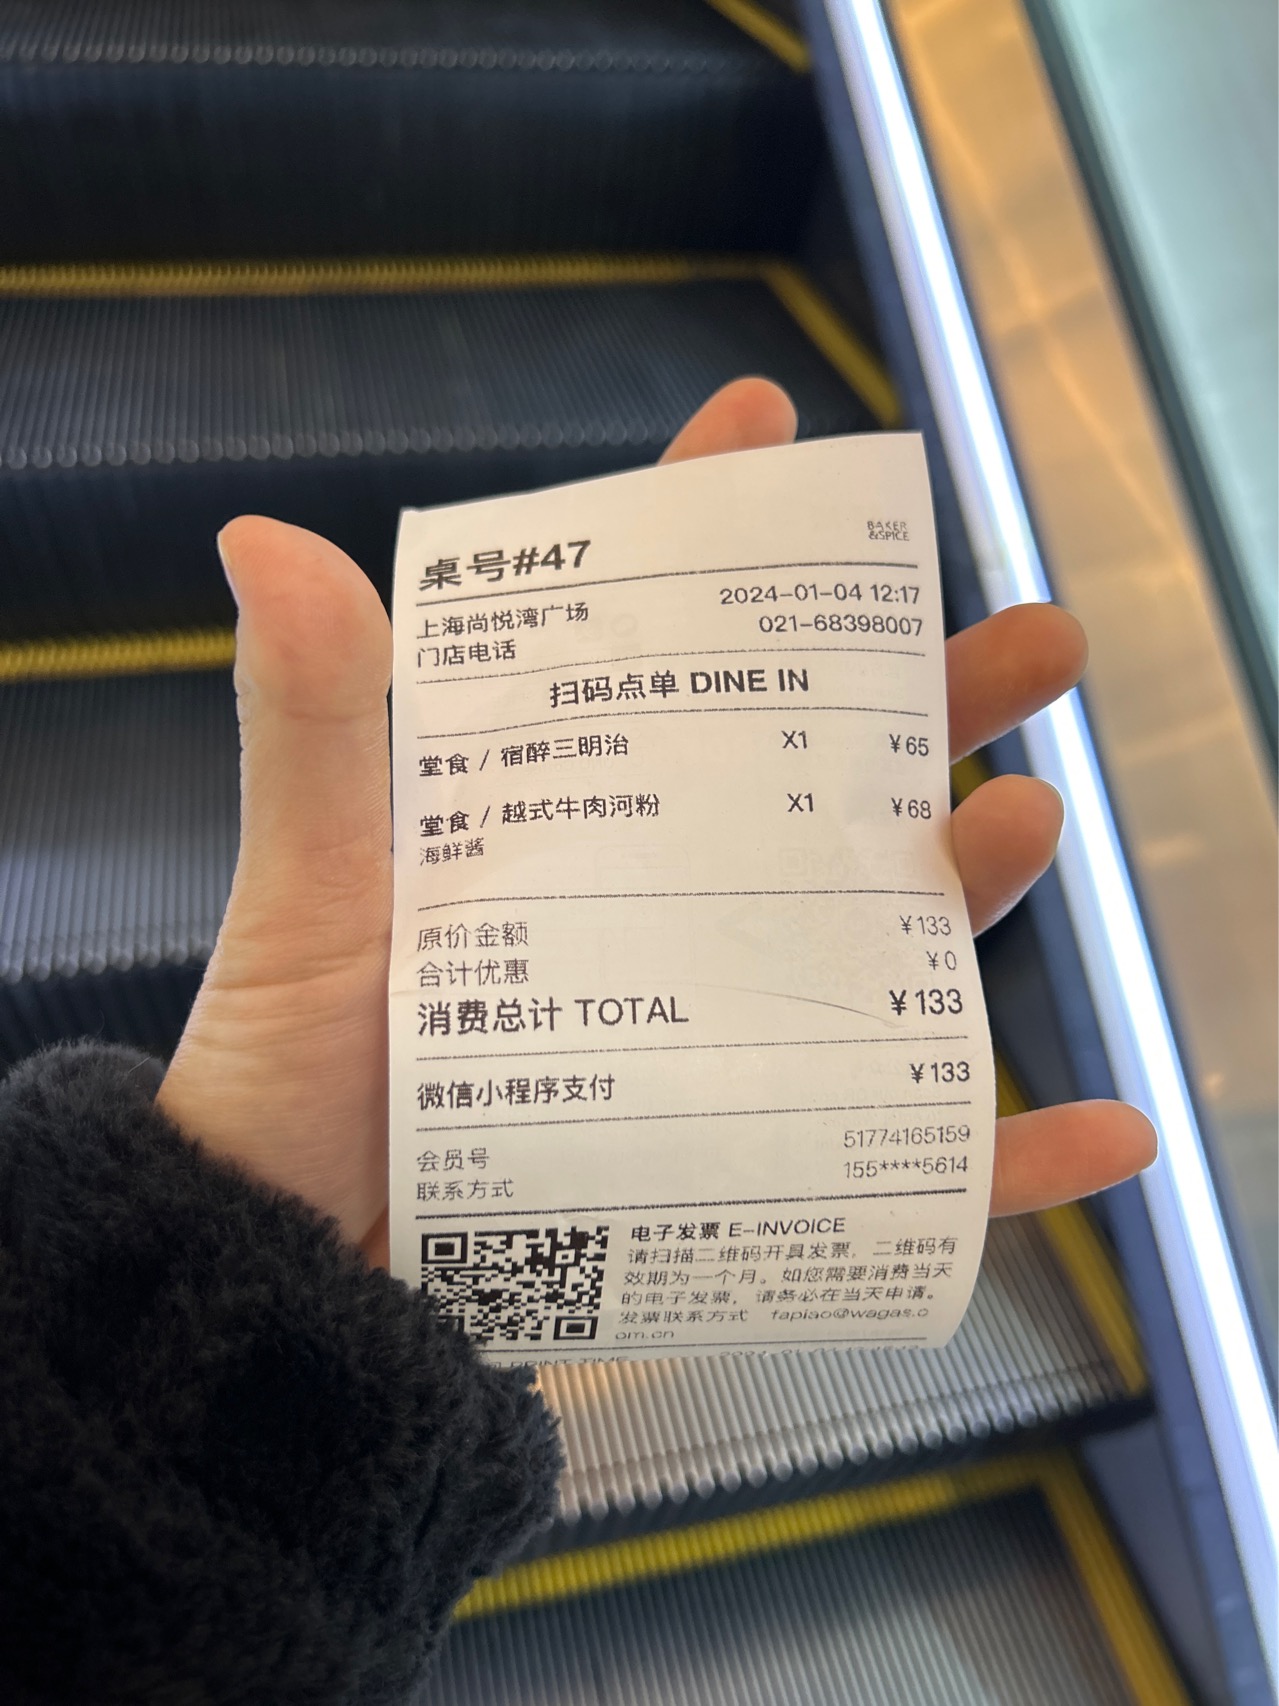 BAKER
&SPICE
桌号#47
上海尚悦湾广场 2024-01-04 12:17
门店电话 021-68398007
扫码点单 DINE IN
堂食 / 宿醉三明治 X1 ¥65
堂食 / 越式牛肉河粉 X1 ¥68
海鲜酱
原价金额 ¥133
合计优惠 ¥0
消费总计 TOTAL ¥133
微信小程序支付 ¥133
会员号 51774165159
联系方式 155****5614
电子发票 E-INVOICE
请扫描二维码开具发票，二维码有
效期为一个月。如您需要消费当天
的电子发票，请务必在当天申请。
发票联系方式 fapiao@wagas.c
om.cn
PRINT TIME